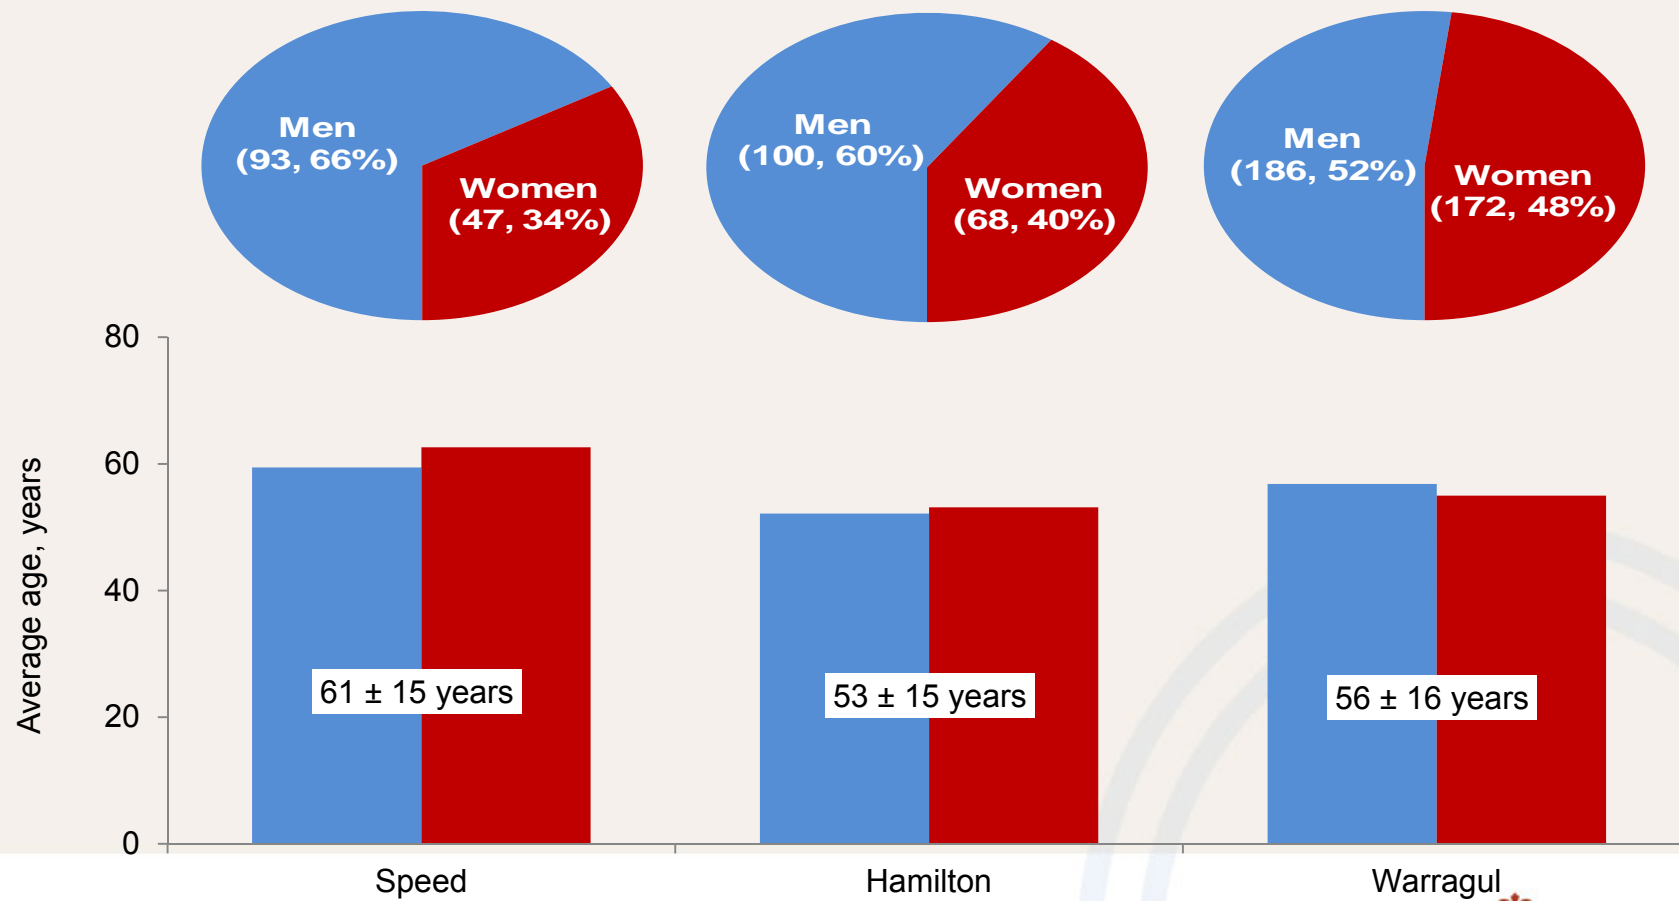 Men
(93, 66%)
Women
(47, 34%)
Men
(100, 60%)
Women
(68, 40%)
Men
(186, 52%)
Women
(172, 48%)
Average age, years
80
60
40
20
0
61 ± 15 years
53 ± 15 years
56 ± 16 years
Speed
Hamilton
Warragul